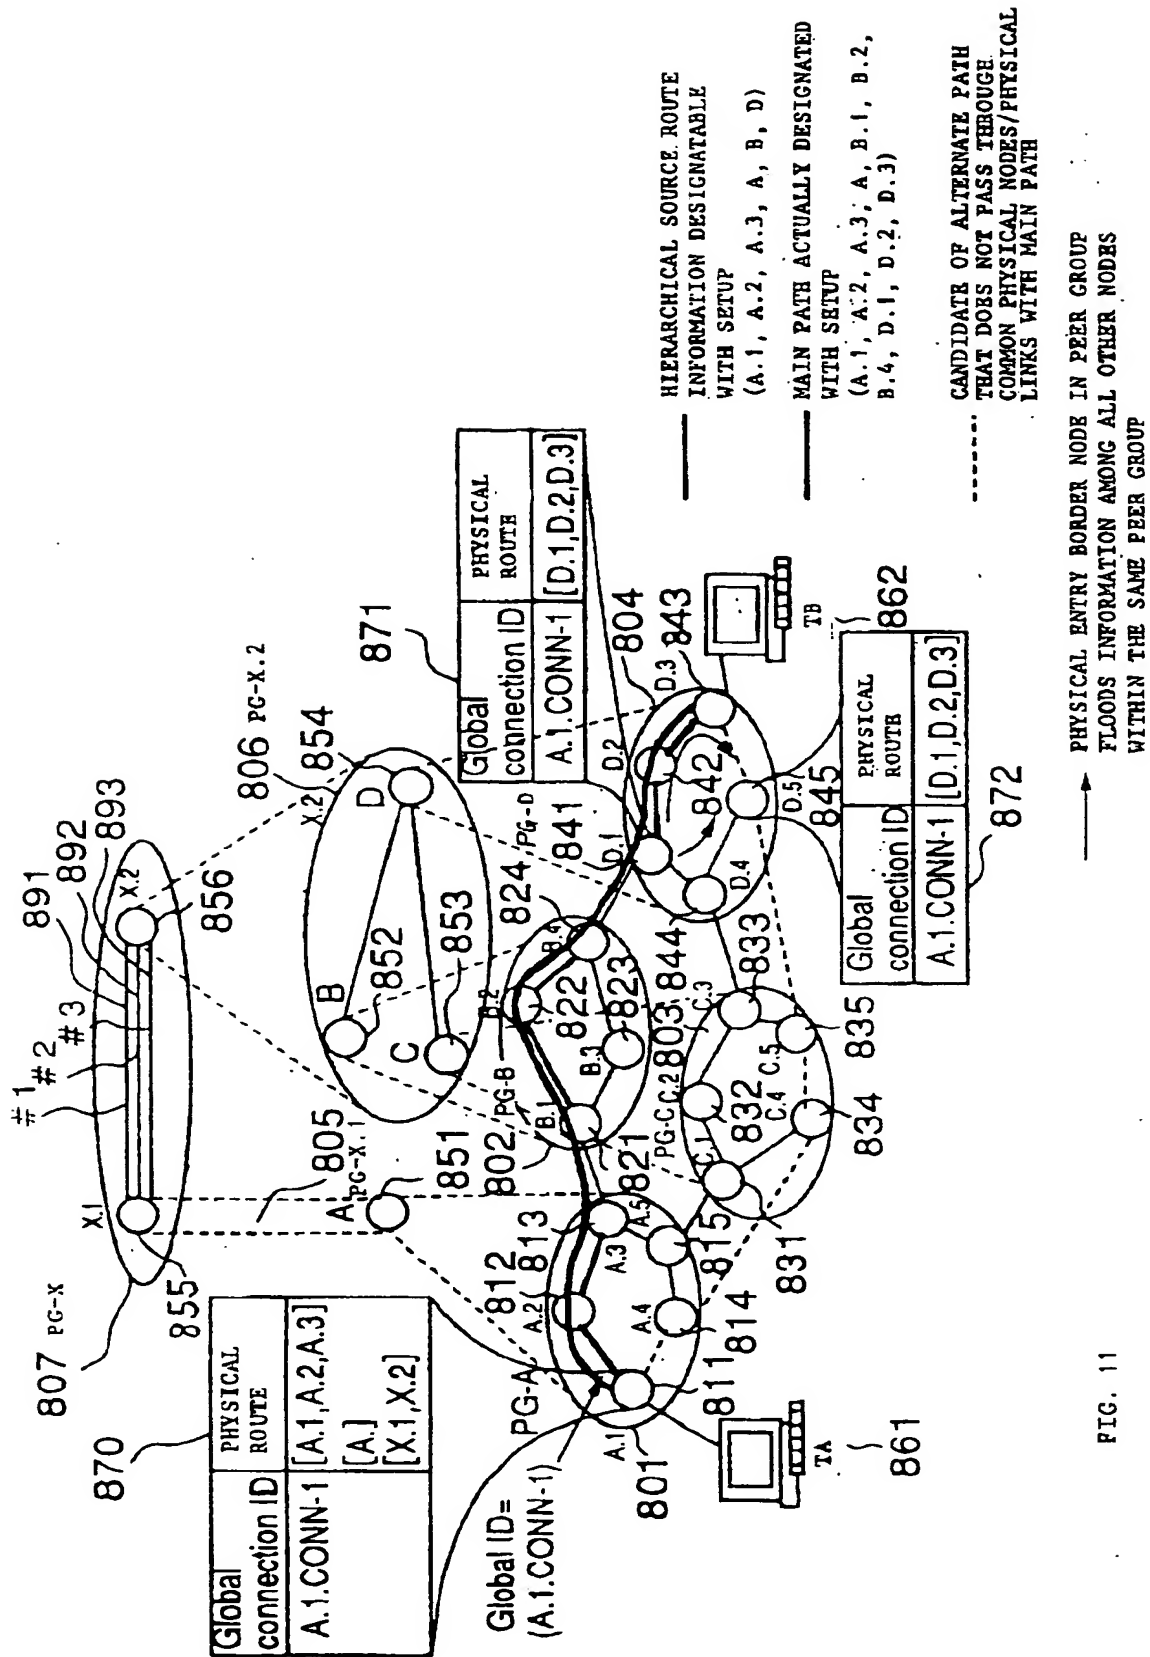 807 PG-X
X.1
855
#1
#2
#3
891
892
893
X.2
856
805
PG-X.1
A
851
806 PG-X.2
X.2
854
B
852
C
853
D
870
Global
connection ID
PHYSICAL
ROUTE
A.1.CONN-1
[A.1,A.2,A.3]
[A.]
[X.1,X.2]
871
Global
connection ID
PHYSICAL
ROUTE
A.1.CONN-1
[D.1,D.2,D.3]
Global ID=
(A.1.CONN-1)
PG-A
801
A.1
811
A.2
812
A.3
813
A.4
814
A.5
815
TA
861
PG-B
802
B.1
821
B.2
822
B.3
823
B.4
824
PG-C
803
C.1
831
C.2
832
C.3
833
C.4
834
C.5
835
PG-D
804
D.1
841
D.2
842
D.3
843
D.4
844
D.5
845
TB
862
Global
connection ID
PHYSICAL
ROUTE
A.1.CONN-1
[D.1,D.2,D.3]
872
HIERARCHICAL SOURCE ROUTE
INFORMATION DESIGNATABLE
WITH SETUP
(A.1, A.2, A.3, A, B, D)
MAIN PATH ACTUALLY DESIGNATED
WITH SETUP
(A.1, A.2, A.3, A, B.1, B.2,
B.4, D.1, D.2, D.3)
CANDIDATE OF ALTERNATE PATH
THAT DOES NOT PASS THROUGH
COMMON PHYSICAL NODES/PHYSICAL
LINKS WITH MAIN PATH
PHYSICAL ENTRY BORDER NODE IN PEER GROUP
FLOODS INFORMATION AMONG ALL OTHER NODES
WITHIN THE SAME PEER GROUP
FIG. 11